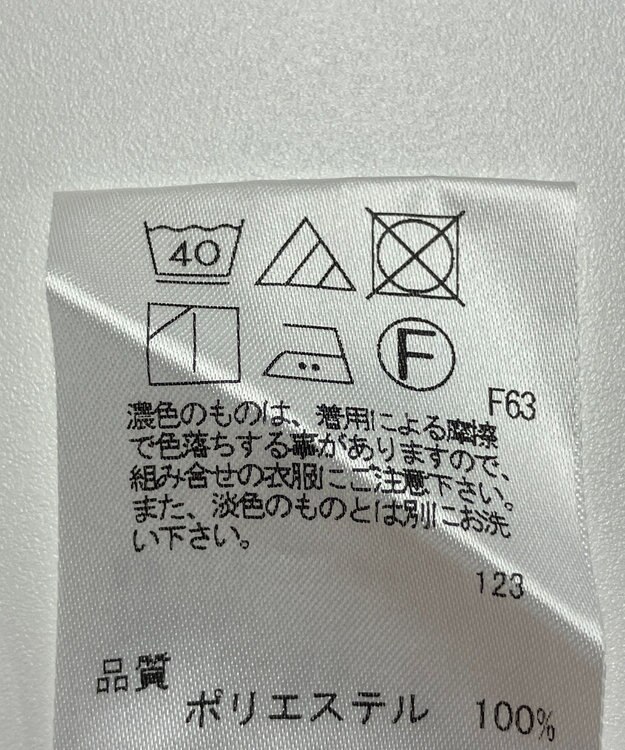 40
F
F63
濃色のものは、着用による摩擦
で色落ちする事がありますので、
組み合せの衣服にご注意下さい。
また、淡色のものとは別にお洗
い下さい。
123
品質
ポリエステル 100%